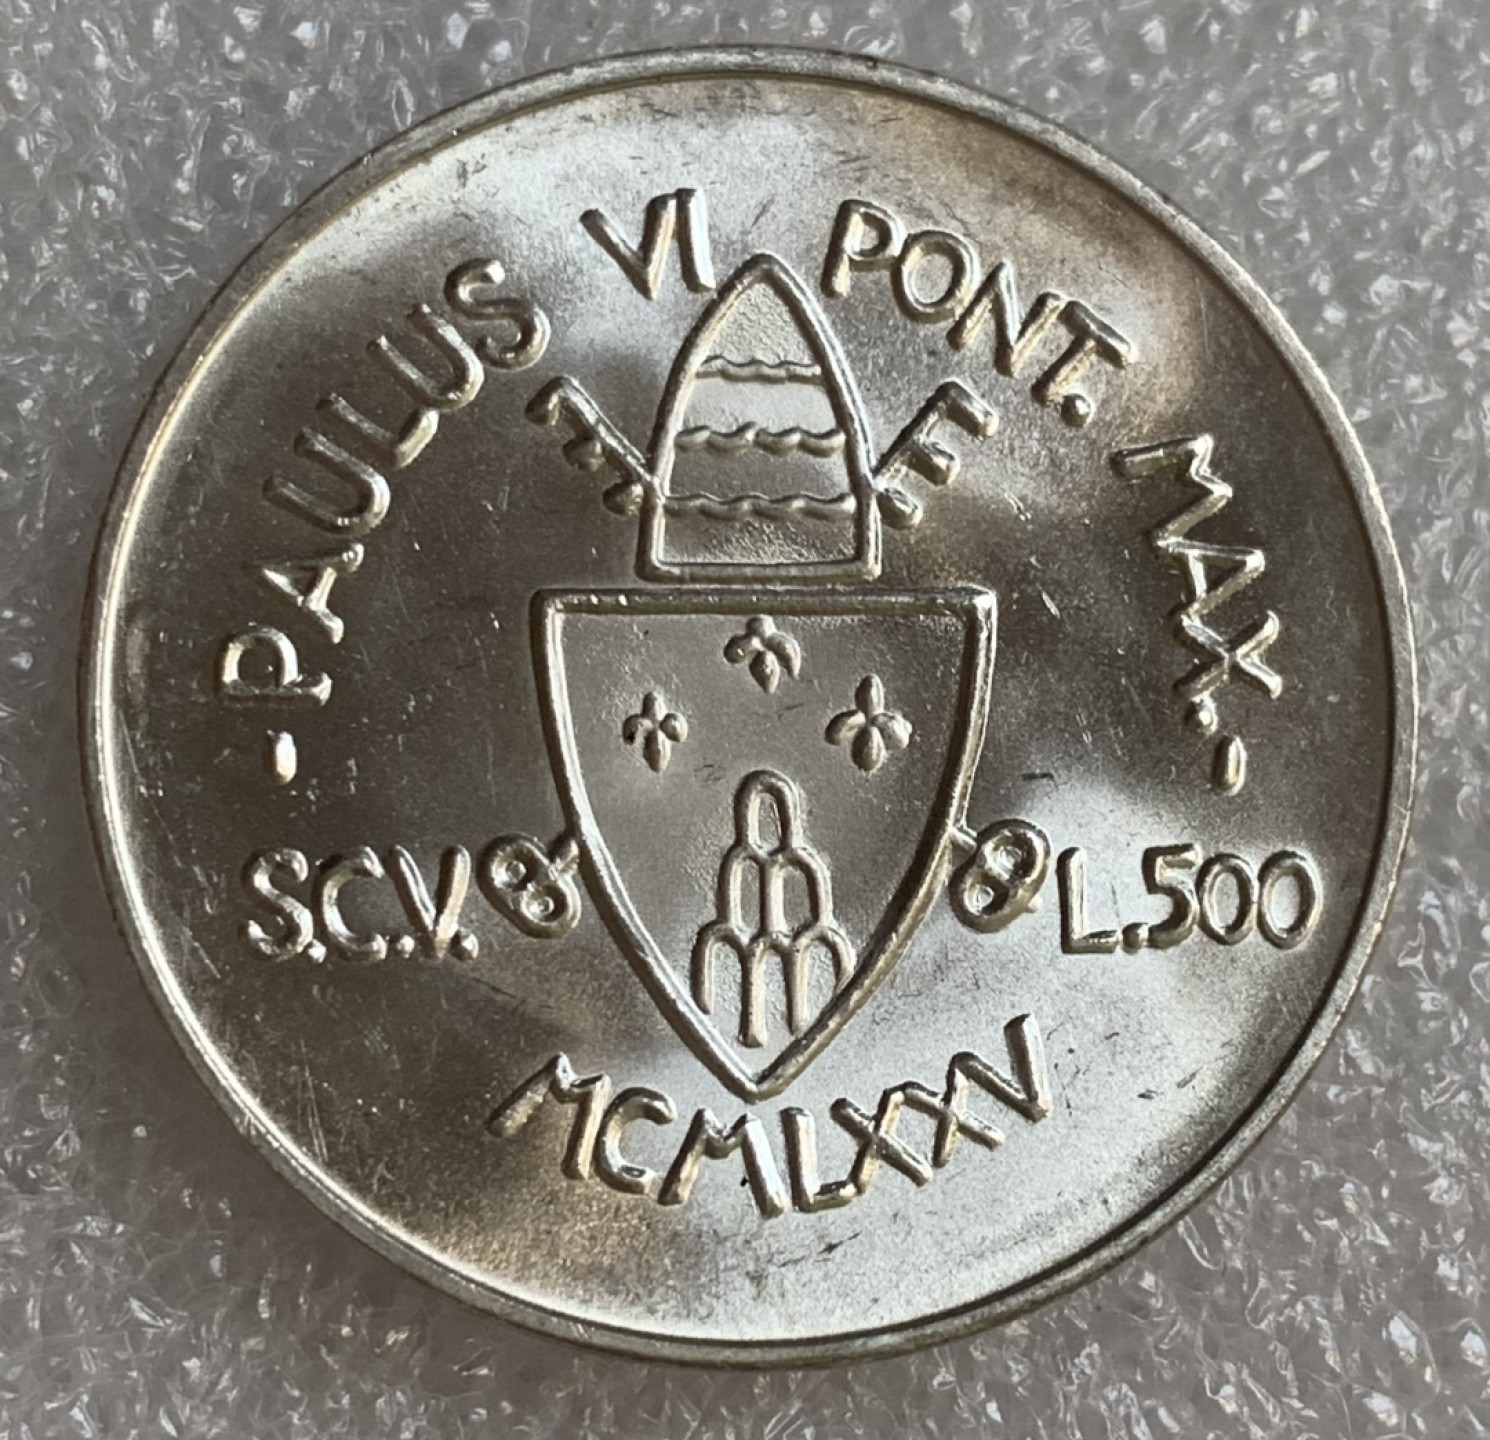 - PAULUS VI PONT. MAX. -
S.C.V. L.500
MCMLXXV